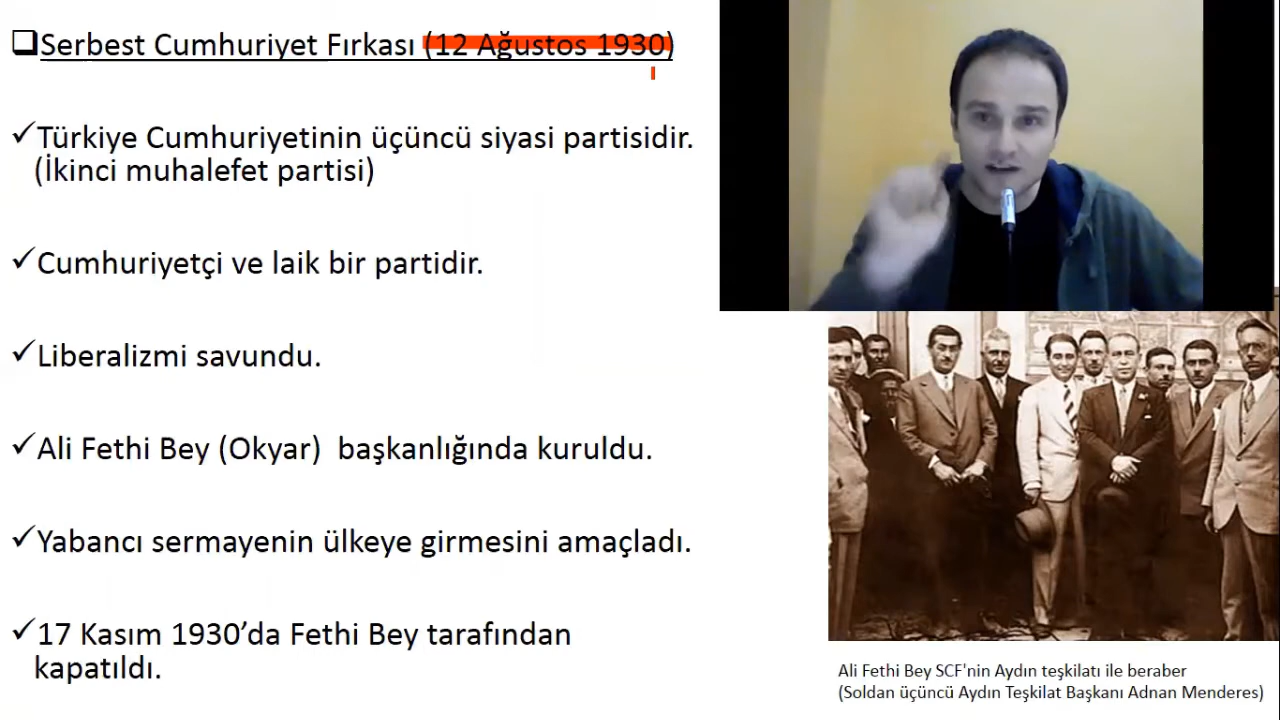 Serbest Cumhuriyet Fırkası (12 Ağustos 1930)
Türkiye Cumhuriyetinin üçüncü siyasi partisidir.
(İkinci muhalefet partisi)
Cumhuriyetçi ve laik bir partidir.
Liberalizmi savundu.
Ali Fethi Bey (Okyar) başkanlığında kuruldu.
Yabancı sermayenin ülkeye girmesini amaçladı.
17 Kasım 1930’da Fethi Bey tarafından
kapatıldı.
Ali Fethi Bey SCF'nin Aydın teşkilatı ile beraber
(Soldan üçüncü Aydın Teşkilat Başkanı Adnan Menderes)